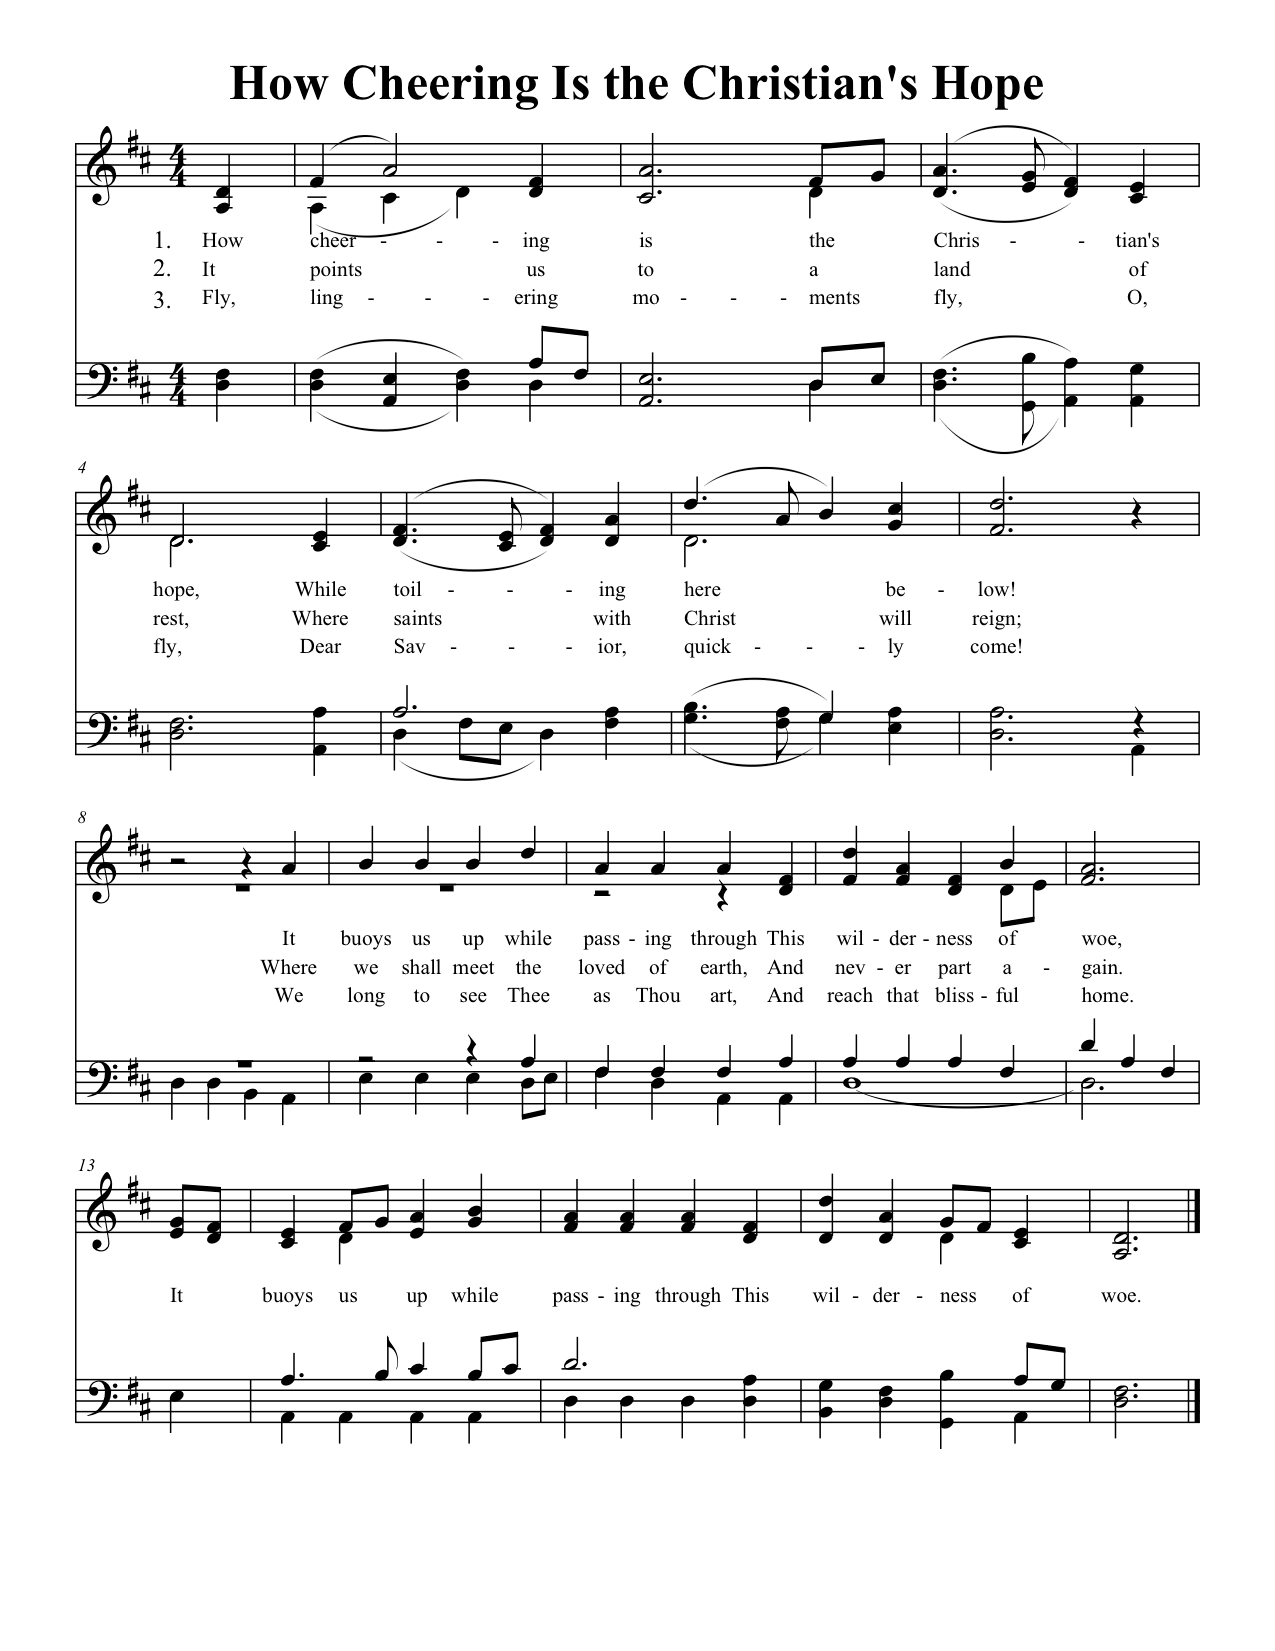 How Cheering Is the Christian's Hope
4 4
1. How cheer - - - ing is the Chris - - tian's
2. It points us to a land of
3. Fly, ling - - - ering mo - - - ments fly, O,
4 4
4
hope, While toil - - - ing here be - low!
rest, Where saints with Christ will reign;
fly, Dear Sav - - - ior, quick - - - ly come!
8
It buoys us up while pass - ing through This wil - der - ness of woe,
Where we shall meet the loved of earth, And nev - er part a - gain.
We long to see Thee as Thou art, And reach that bliss - ful home.
13
It buoys us up while pass - ing through This wil - der - ness of woe.